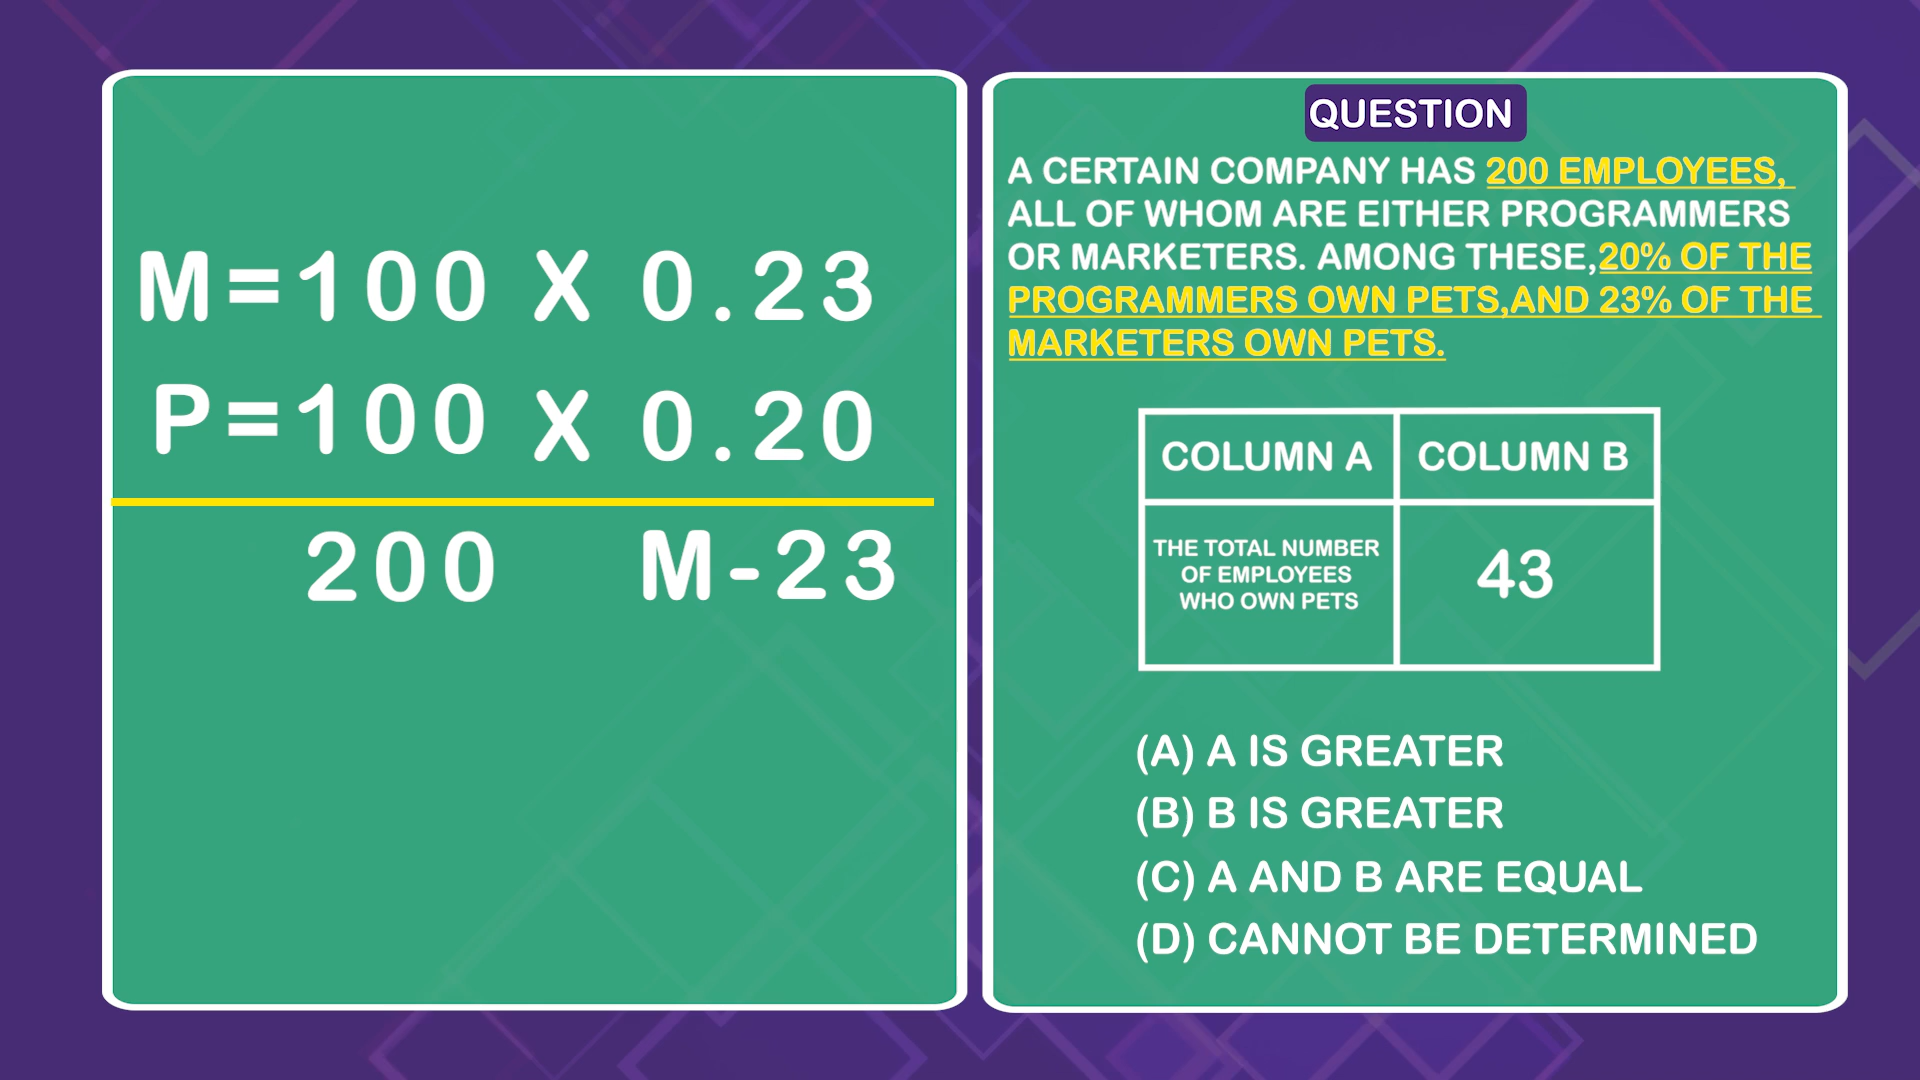 M=100 X 0.23
P=100 X 0.20
200 M-23
QUESTION
A CERTAIN COMPANY HAS 200 EMPLOYEES,
ALL OF WHOM ARE EITHER PROGRAMMERS
OR MARKETERS. AMONG THESE,20% OF THE
PROGRAMMERS OWN PETS,AND 23% OF THE
MARKETERS OWN PETS.
COLUMN A COLUMN B
THE TOTAL NUMBER
OF EMPLOYEES
WHO OWN PETS
43
(A) A IS GREATER
(B) B IS GREATER
(C) A AND B ARE EQUAL
(D) CANNOT BE DETERMINED